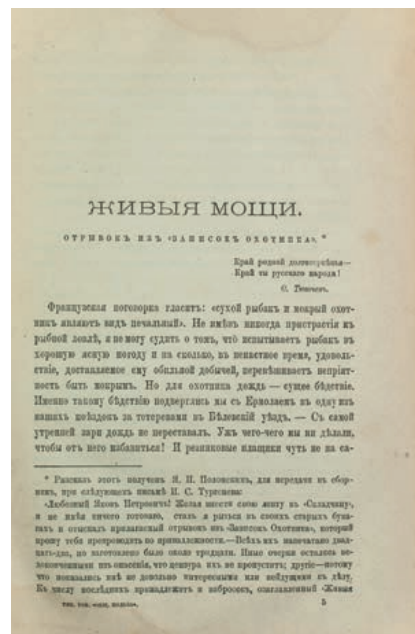 ЖИВЫЯ МОЩИ.
ОТРЫВОКЪ ИЗЪ «ЗАПИСОКЪ ОХОТНИКА». *
Край родной долготерпѣнья—
Край ты русскаго народа!
Ѳ. Тютчевъ.
Французская поговорка гласитъ: «сухой рыбакъ и мокрый охот-
никъ являютъ видъ печальный». Не имѣвъ никогда пристрастія къ
рыбной ловлѣ, я не могу судить о томъ, что испытываетъ рыбакъ въ
хорошую ясную погоду и на сколько, въ ненастное время, удоволь-
ствіе, доставляемое ему обильной добычей, перевѣшиваетъ непріят-
ность быть мокрымъ. Но для охотника дождь — сущее бѣдствіе.
Именно такому бѣдствію подверглись мы съ Ермолаемъ въ одну изъ
нашихъ поѣздокъ за тетеревами въ Бѣлевскій уѣздъ. — Съ самой
утренней зари дождь не переставалъ. Ужъ чего-чего мы ни дѣлали,
чтобы отъ него избавиться! И резинковые плащики чуть не на са-
* Разсказъ этотъ полученъ Я. П. Полонскимъ, для передачи въ сбор-
никъ, при слѣдующемъ письмѣ И. С. Тургенева:
«Любезный Яковъ Петровичъ! Желая внести свою лепту въ «Складчину»,
и не имѣя ничего готоваго, сталъ я рыться въ своихъ старыхъ бума-
гахъ и отыскалъ прилагаемый отрывокъ изъ «Записокъ Охотника», который
прошу тебя препроводить по принадлежности.—Всѣхъ ихъ напечатано двад-
цать-два, но заготовлено было около тридцати. Иные очерки остались не-
доконченными изъ опасенія, что цензура ихъ не пропуститъ; другіе—потому
что показались мнѣ не довольно интересными или нейдущими къ дѣлу.
Къ числу послѣднихъ принадлежитъ и набросокъ, озаглавленный «Живыя
5